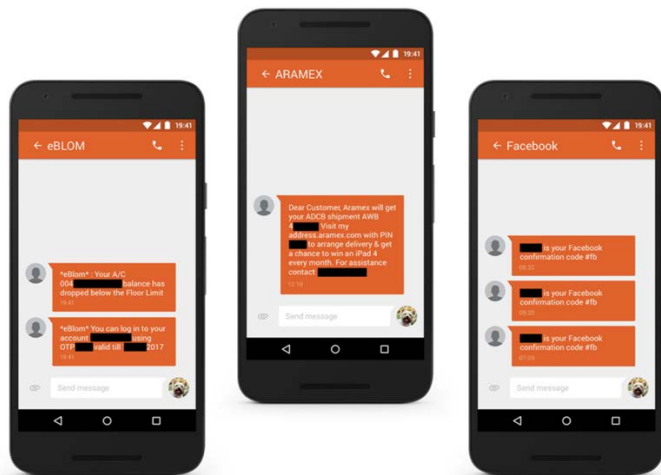 19:41
eBLOM
*eBlom* : Your A/C
004 balance has
dropped below the Floor Limit
19:41
*eBlom* You can log in to your
account using
OTP valid till 2017
19:41
Send message
19:41
ARAMEX
Dear Customer, Aramex will get
your ADCB shipment AWB
4 Visit my
address.aramex.com with PIN
to arrange delivery & get
a chance to win an iPad 4
every month. For assistance
contact
Send message
19:41
Facebook
is your Facebook
confirmation code #fb
is your Facebook
confirmation code #fb
is your Facebook
confirmation code #fb
Send message